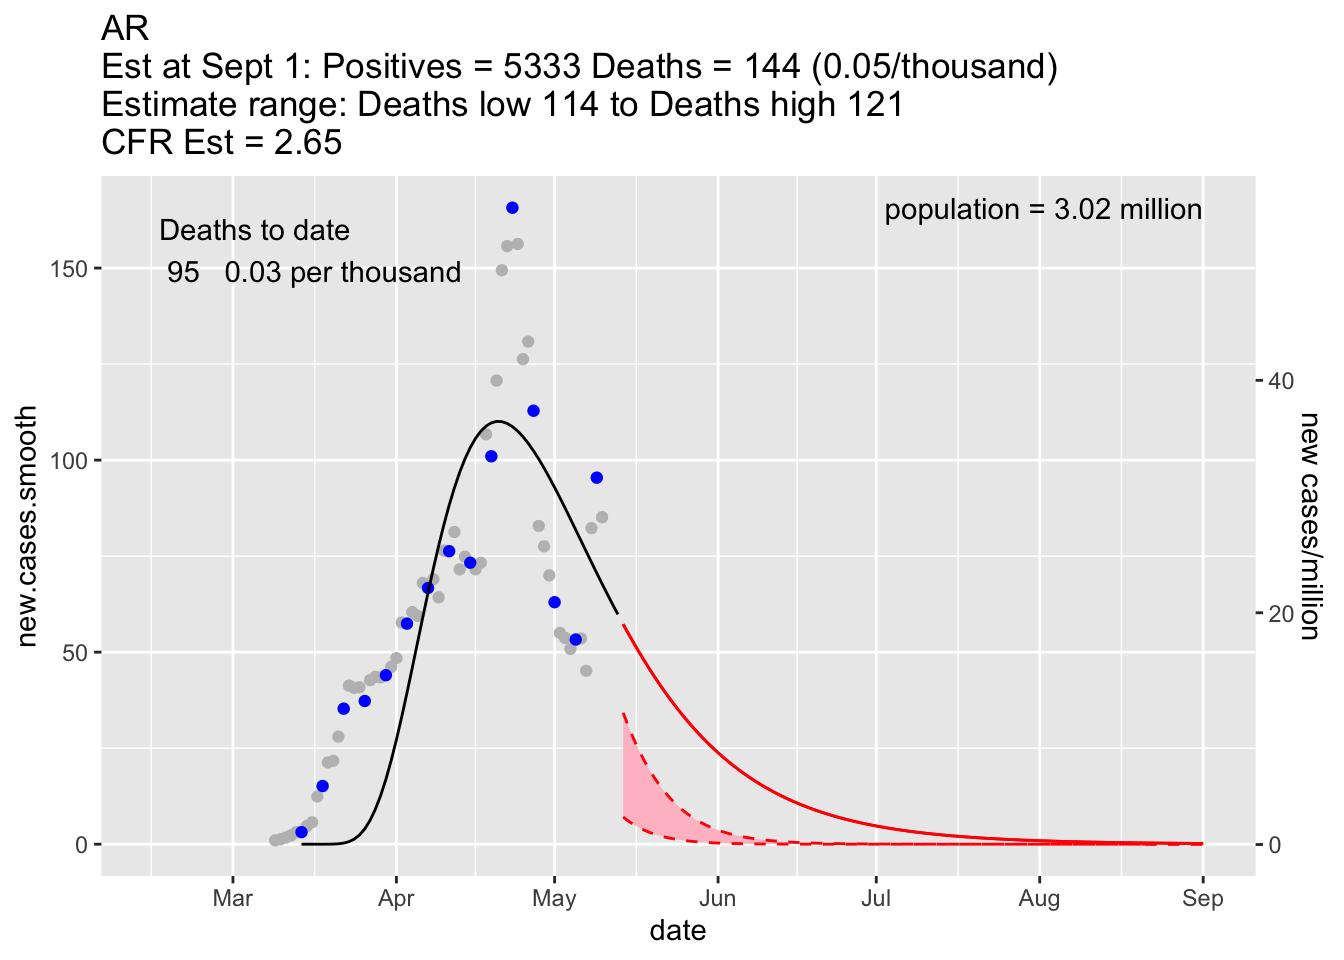 AR
Est at Sept 1: Positives = 5333 Deaths = 144 (0.05/thousand)
Estimate range: Deaths low 114 to Deaths high 121
CFR Est = 2.65
Deaths to date
95 0.03 per thousand
population = 3.02 million
150
100
50
0
new.cases.smooth
40
20
0
new cases/million
Mar Apr May Jun Jul Aug Sep
date